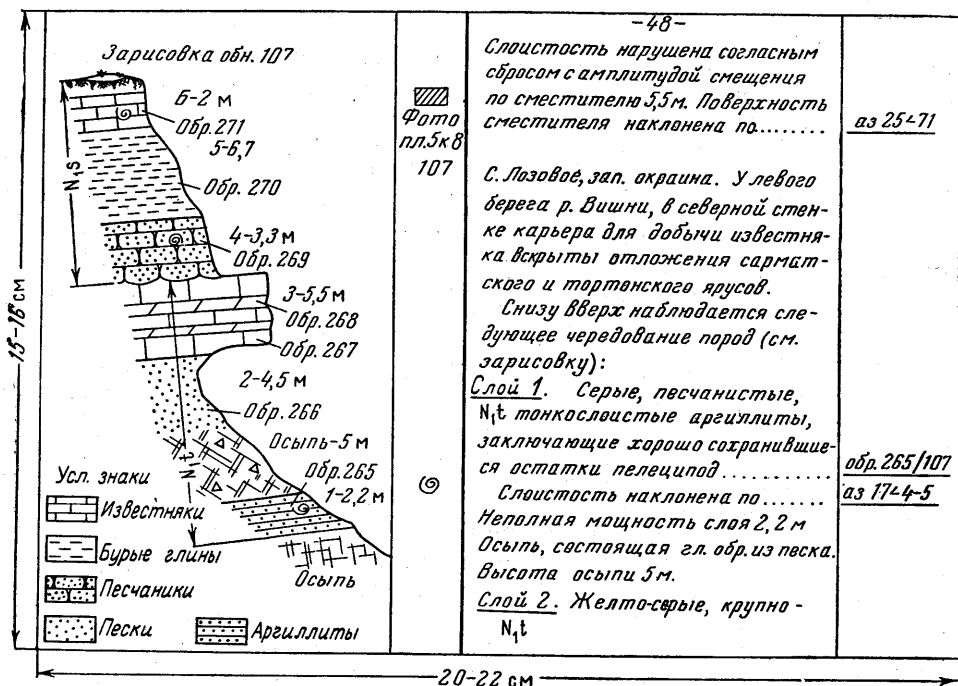 Зарисовка обн. 107
6-2 м
Обр. 271
5-6,7
Обр. 270
N₁s
4-3,3 м
Обр. 269
3-5,5 м
Обр. 268
Обр. 267
2-4,5 м
Обр. 266
Осыпь-5 м
Обр. 265
1-2,2 м
N₁t
Осыпь
Усл. знаки
Известняки
Бурые глины
Песчаники
Пески
Аргиллиты
15-16 см
Фото
пл.5к8
107
-48-
Слоистость нарушена согласным
сбросом с амплитудой смещения
по сместителю 5,5м. Поверхность
сместителя наклонена по........
аз 25∠71
С. Лозовое, зап. окраина. У левого
берега р. Вишни, в северной стен-
ке карьера для добычи известня-
ка вскрыты отложения сармат-
ского и тортонского ярусов.
Снизу вверх наблюдается сле-
дующее чередование пород (см.
зарисовку):
Слой 1. Серые, песчанистые,
N₁t тонкослоистые аргиллиты,
заключающие хорошо сохранившие-
ся остатки пелеципод ............
обр. 265/107
Слоистость наклонена по.......
аз 17∠4-5
Неполная мощность слоя 2,2 м
Осыпь, состоящая гл. обр. из песка.
Высота осыпи 5м.
Слой 2. Желто-серые, крупно-
N₁t
20-22 см